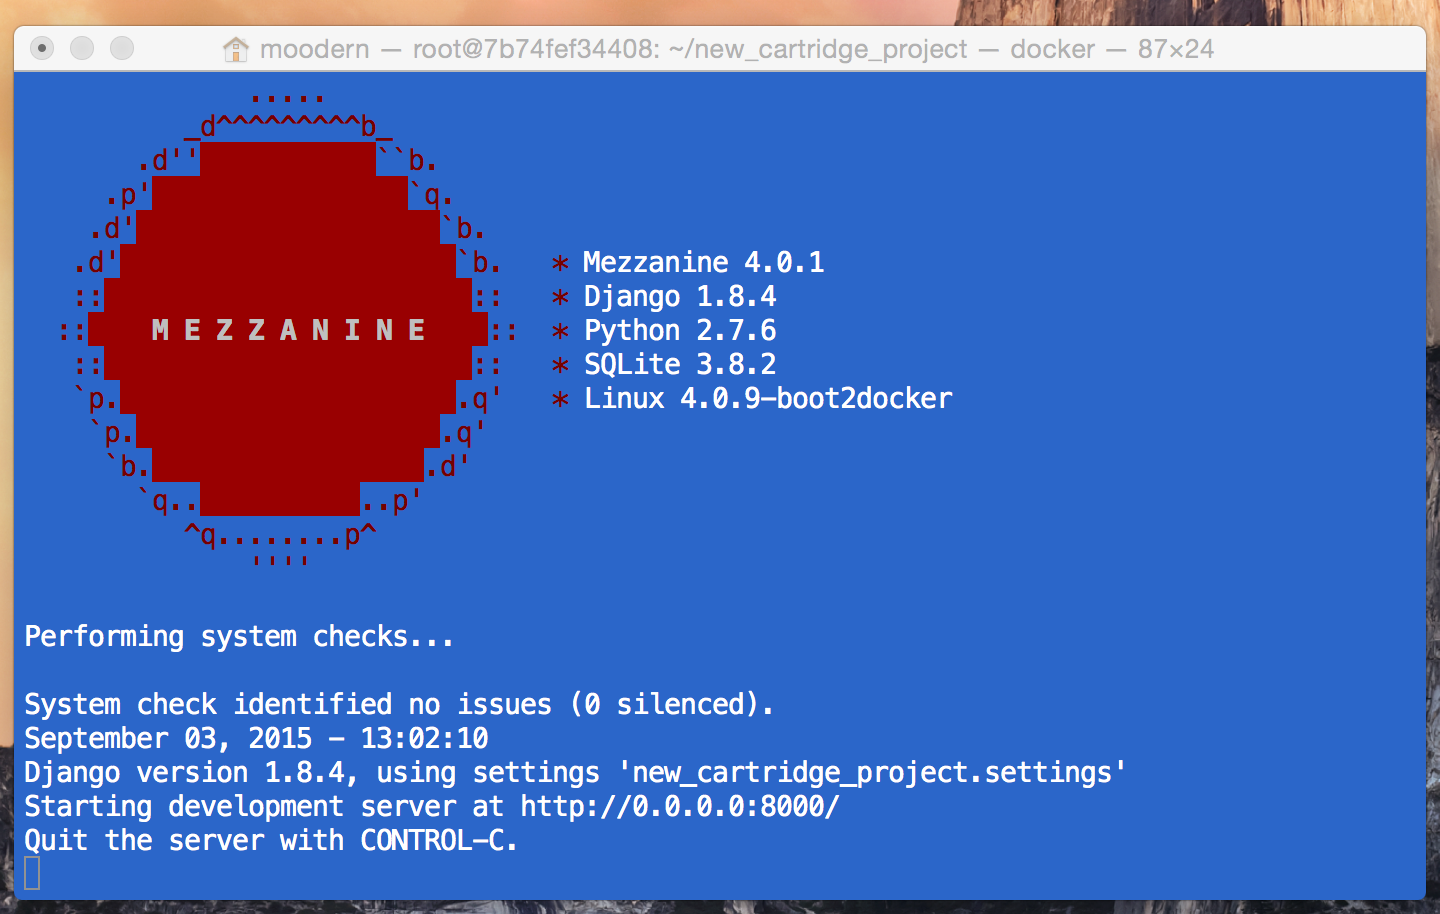 moodern — root@7b74fef34408: ~/new_cartridge_project — docker — 87×24
.....
_d^^^^^^^^^b_
.d'' ``b.
.p' `q.
.d' `b.
.d' `b. * Mezzanine 4.0.1
:: :: * Django 1.8.4
:: M E Z Z A N I N E :: * Python 2.7.6
:: :: * SQLite 3.8.2
`p. .q' * Linux 4.0.9-boot2docker
`p. .q'
`b. .d'
`q.. ..p'
^q........p^
''''
Performing system checks...
System check identified no issues (0 silenced).
September 03, 2015 - 13:02:10
Django version 1.8.4, using settings 'new_cartridge_project.settings'
Starting development server at http://0.0.0.0:8000/
Quit the server with CONTROL-C.